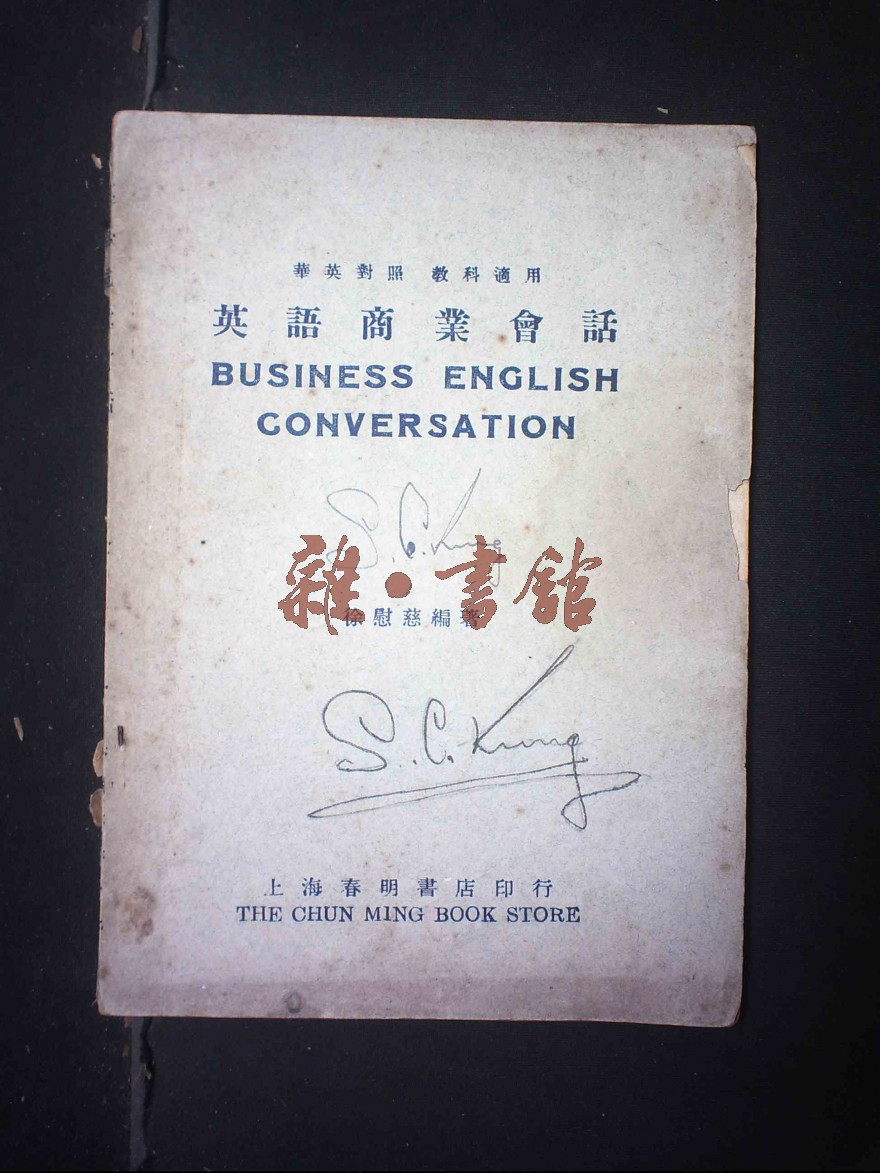 華英對照 教科適用
英語商業會話
BUSINESS ENGLISH
CONVERSATION
S. C. Kung
雜·書館
徐慰慈編著
S. C. Kung
上海春明書店印行
THE CHUN MING BOOK STORE